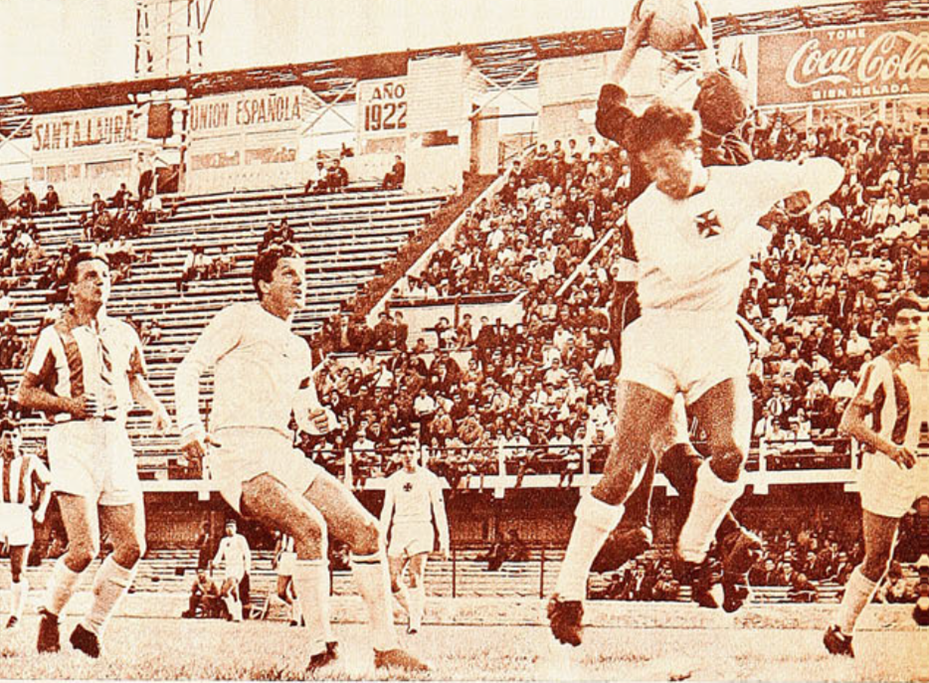 SANTA LAURA
UNION ESPAÑOLA
AÑO
1922
TOME
Coca-Cola
BIEN HELADA